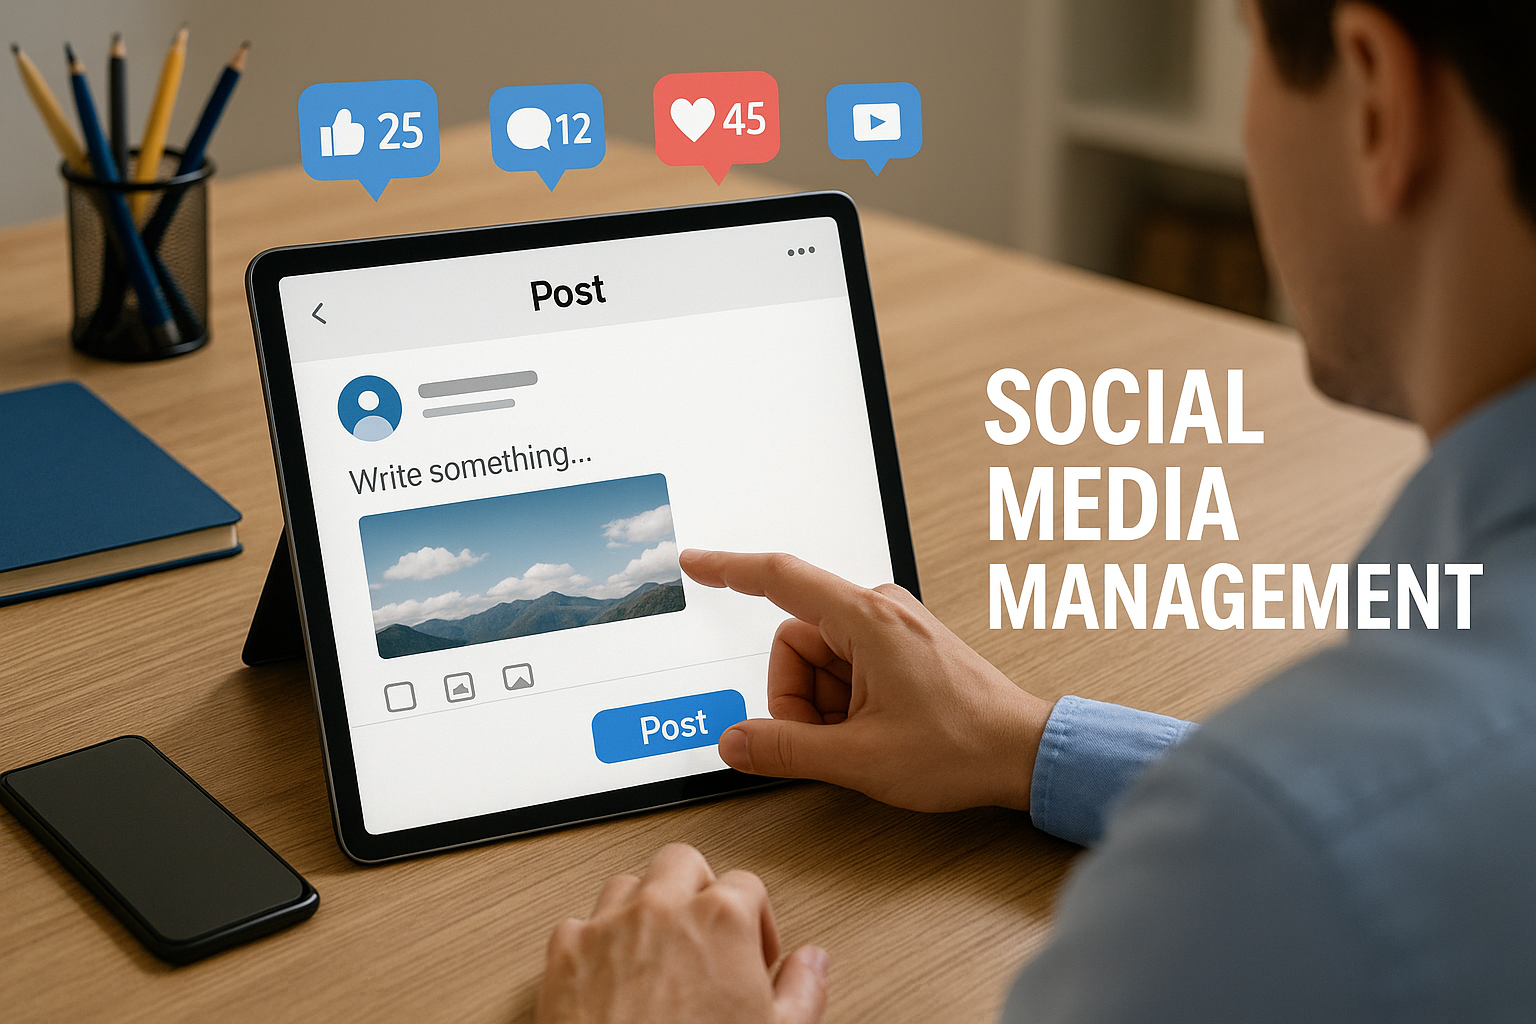 25
12
45
Post
Write something...
Post
SOCIAL
MEDIA
MANAGEMENT